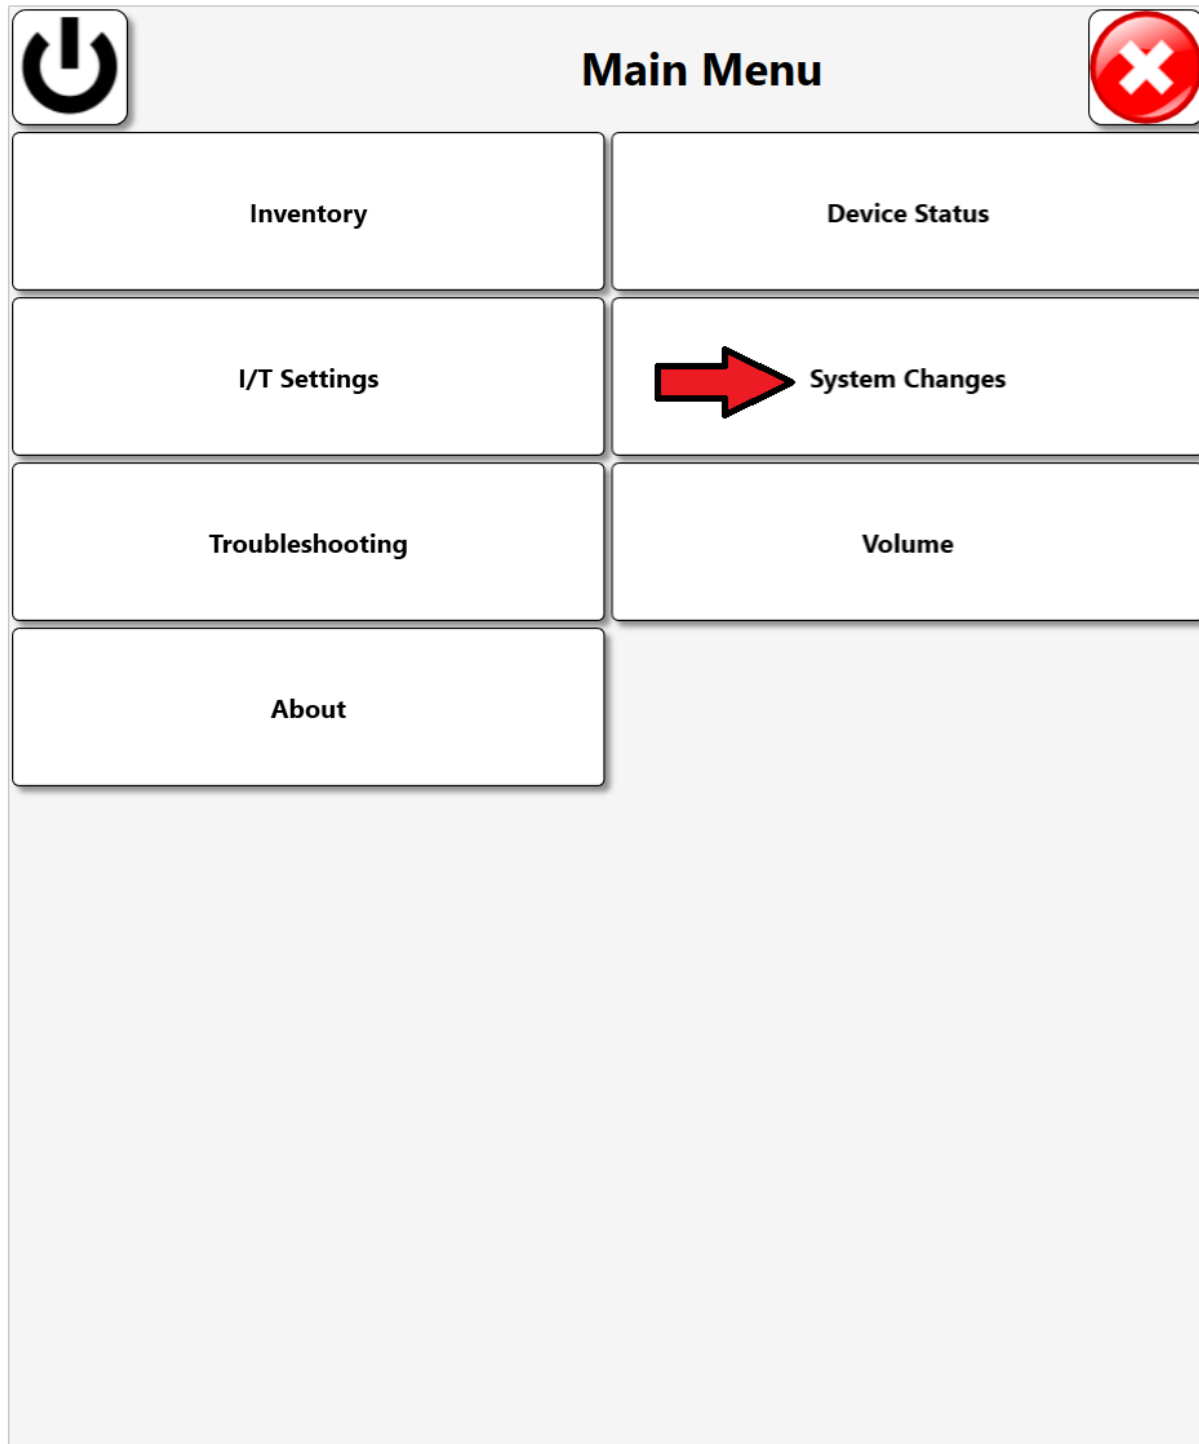 Main Menu
Inventory
Device Status
I/T Settings
System Changes
Troubleshooting
Volume
About